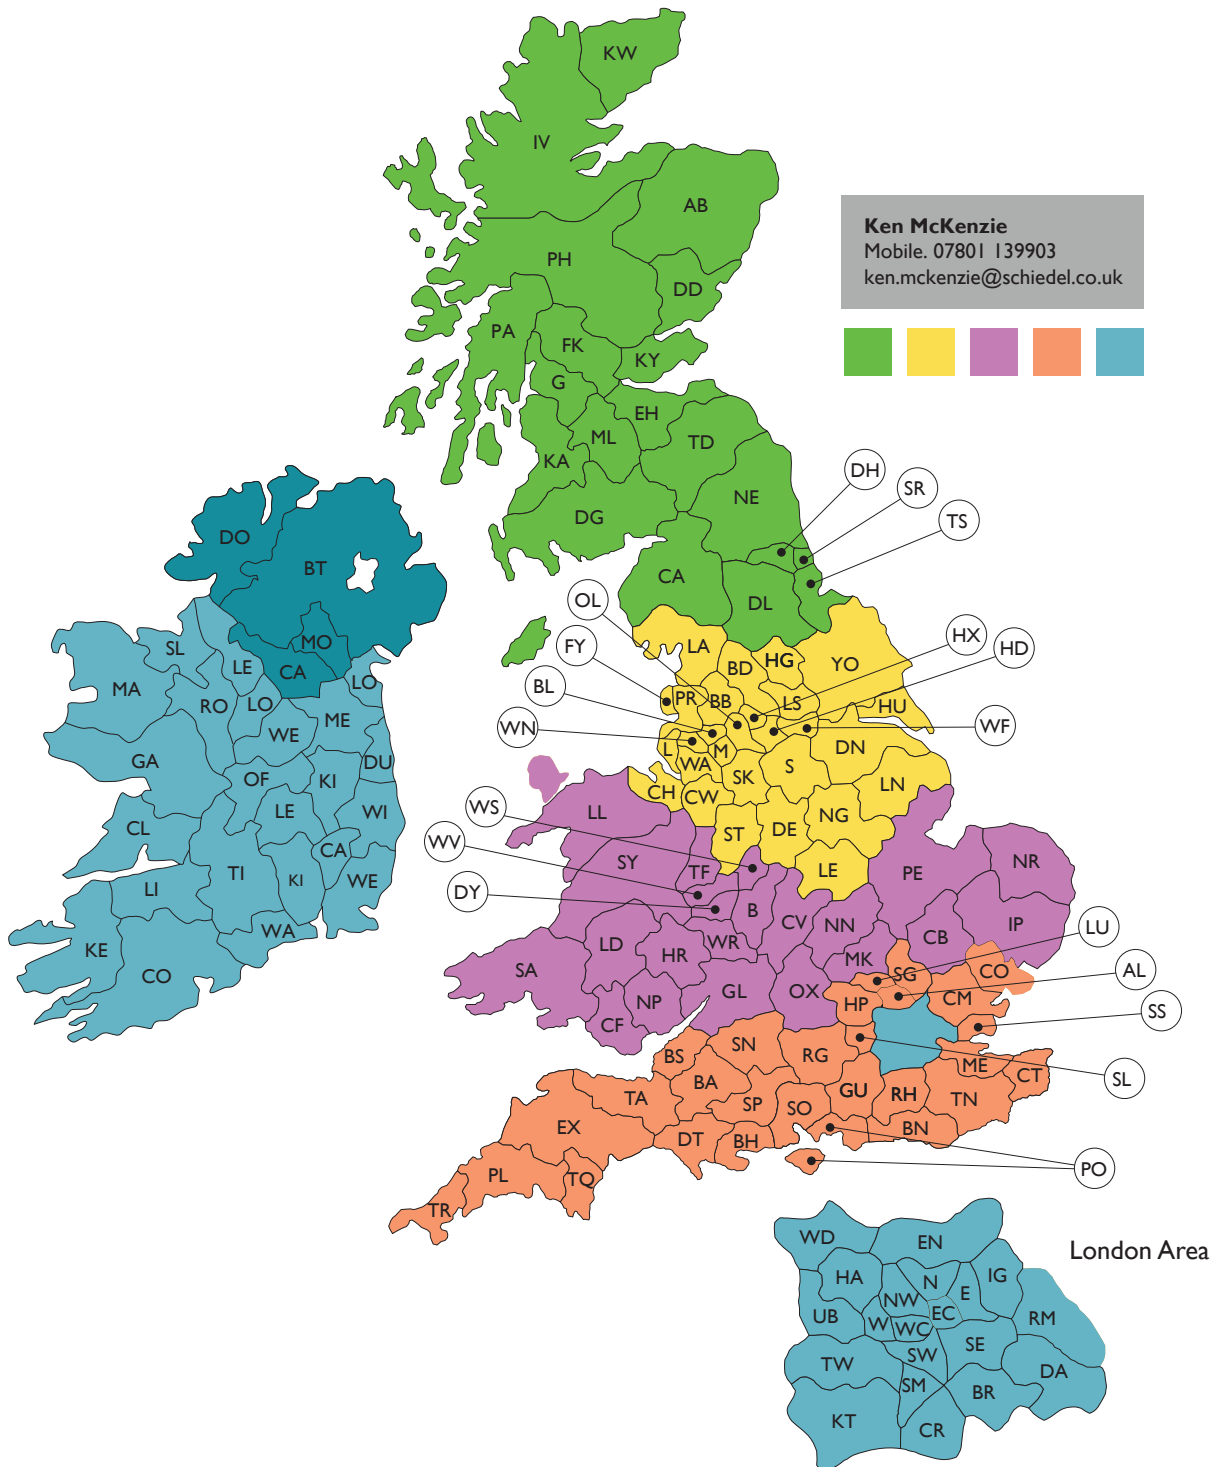 KW
IV
AB
Ken McKenzie
Mobile. 07801 139903
ken.mckenzie@schiedel.co.uk
PH
DD
PA
FK
KY
G
EH
ML
TD
KA
DH
SR
NE
DG
TS
DO
BT
CA
DL
OL
HX
FY
HD
MO
SL
LE
CA
LO
LA
BD
HG
YO
BL
MA
RO
LO
ME
PR
BB
LS
HU
WN
WE
WF
L
M
DN
GA
DU
WA
S
OF
KI
SK
LN
CH
CW
WS
LE
WI
LL
NG
CL
ST
DE
WV
CA
SY
TF
LE
PE
NR
TI
KI
WE
LI
DY
B
CV
NN
IP
LU
WA
CB
KE
LD
WR
HR
MK
CO
SA
SG
CO
AL
GL
OX
NP
HP
CM
SS
CF
SN
BS
RG
ME
CT
SL
BA
GU
RH
TN
TA
SP
SO
EX
DT
BH
BN
PL
TQ
PO
TR
WD
EN
London Area
HA
N
IG
NW
E
EC
UB
W
WC
RM
SE
SW
TW
DA
SM
BR
KT
CR